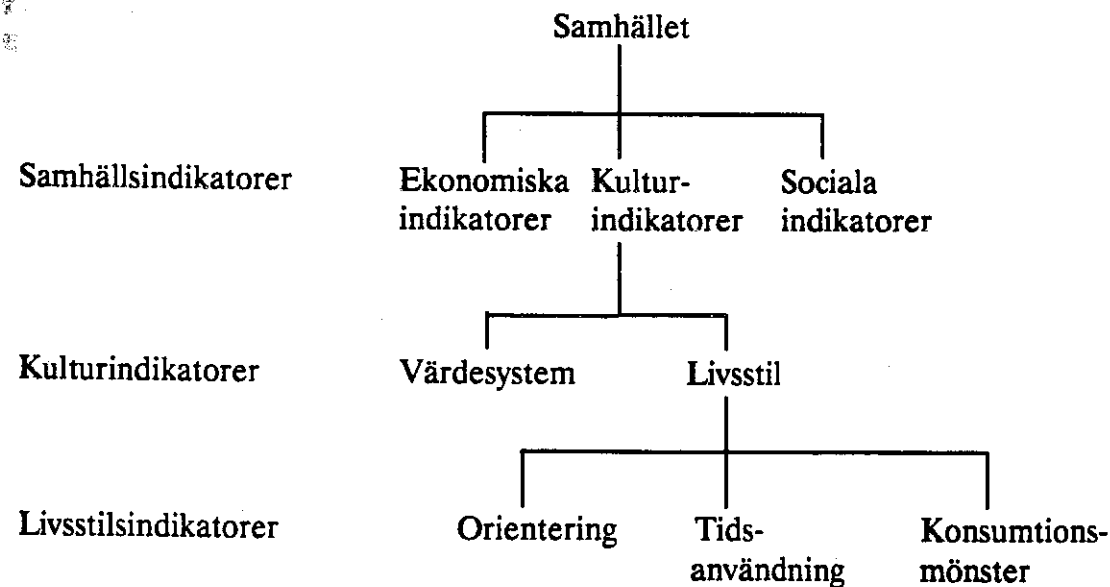 Samhället
Samhällsindikatorer Ekonomiska Kultur- Sociala
indikatorer indikatorer indikatorer
Kulturindikatorer Värdesystem Livsstil
Livsstilsindikatorer Orientering Tids- Konsumtions-
användning mönster